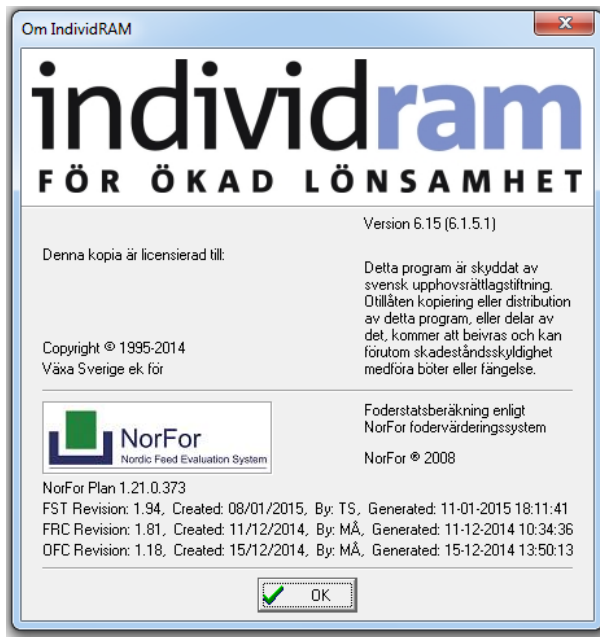 Om IndividRAM
individram
FÖR ÖKAD LÖNSAMHET
Version 6.15 (6.1.5.1)
Denna kopia är licensierad till:
Detta program är skyddat av
svensk upphovsrättlagstiftning.
Otillåten kopiering eller distribution
av detta program, eller delar av
det, kommer att beivras och kan
förutom skadeståndsskyldighet
medföra böter eller fängelse.
Copyright © 1995-2014
Växa Sverige ek för
NorFor
Nordic Feed Evaluation System
Foderstatsberäkning enligt
NorFor fodervärderingssystem
NorFor ® 2008
NorFor Plan 1.21.0.373
FST Revision: 1.94, Created: 08/01/2015, By: TS, Generated: 11-01-2015 18:11:41
FRC Revision: 1.81, Created: 11/12/2014, By: MÅ, Generated: 11-12-2014 10:34:36
OFC Revision: 1.18, Created: 15/12/2014, By: MÅ, Generated: 15-12-2014 13:50:13
OK